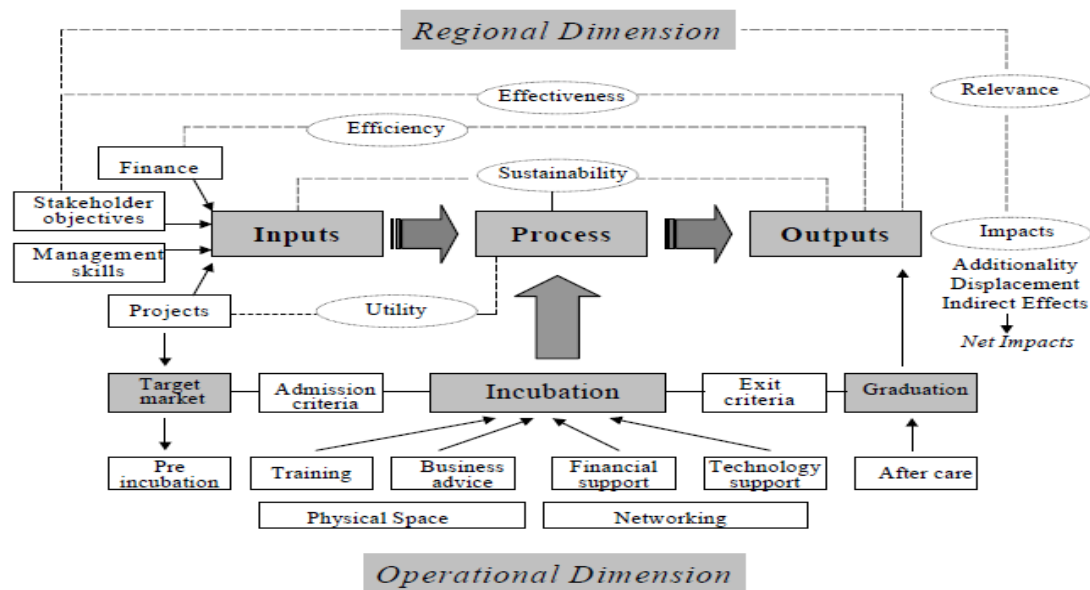 Regional Dimension
Effectiveness
Relevance
Efficiency
Finance
Sustainability
Stakeholder
objectives
Inputs
Process
Outputs
Impacts
Management
skills
Additionality
Displacement
Indirect Effects
Projects
Utility
Net Impacts
Target
market
Admission
criteria
Incubation
Exit
criteria
Graduation
Pre
incubation
Training
Business
advice
Financial
support
Technology
support
After care
Physical Space
Networking
Operational Dimension